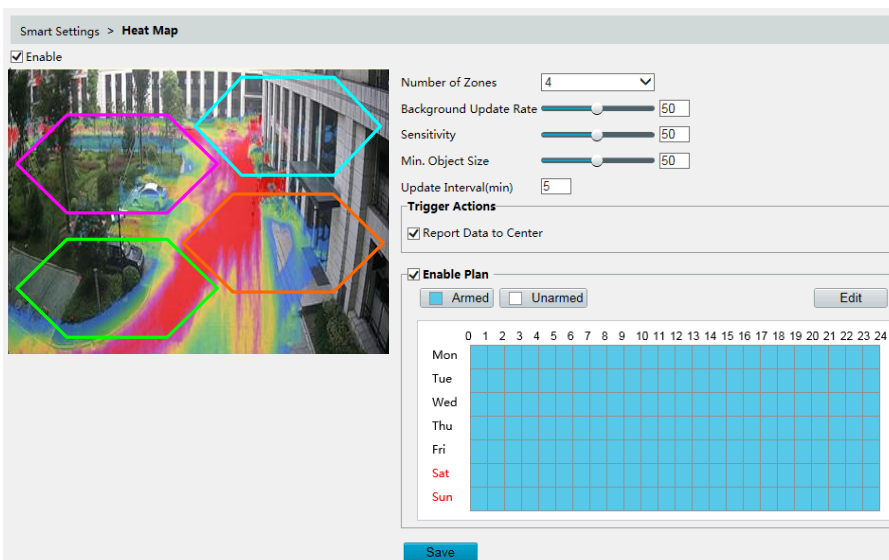 Smart Settings > Heat Map
Enable
Number of Zones 4
Background Update Rate 50
Sensitivity 50
Min. Object Size 50
Update Interval(min) 5
Trigger Actions
Report Data to Center
Enable Plan
Armed Unarmed Edit
0 1 2 3 4 5 6 7 8 9 10 11 12 13 14 15 16 17 18 19 20 21 22 23 24
Mon
Tue
Wed
Thu
Fri
Sat
Sun
Save